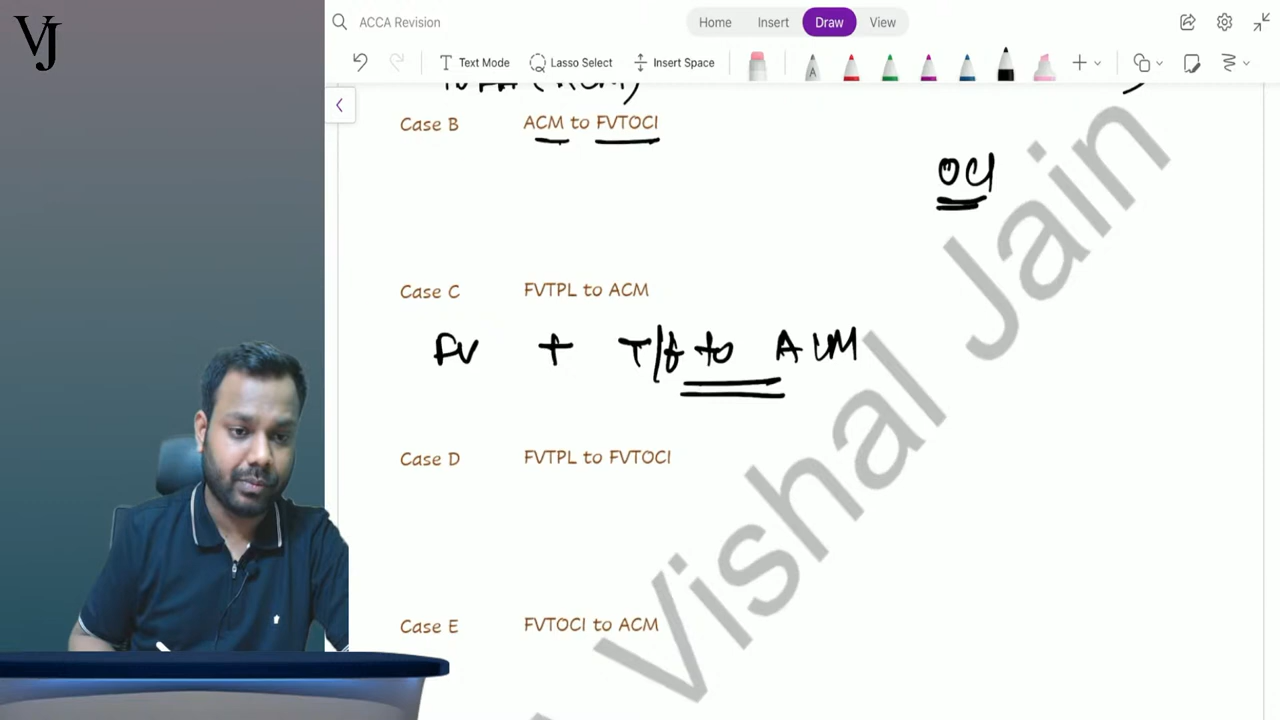 VJ
ACCA Revision
Home Insert Draw View
Text Mode Lasso Select Insert Space
Case B ACM to FVTOCI
OCI
Case C FVTPL to ACM
FV + T/f to ACM
Case D FVTPL to FVTOCI
Case E FVTOCI to ACM
Vishal Jain